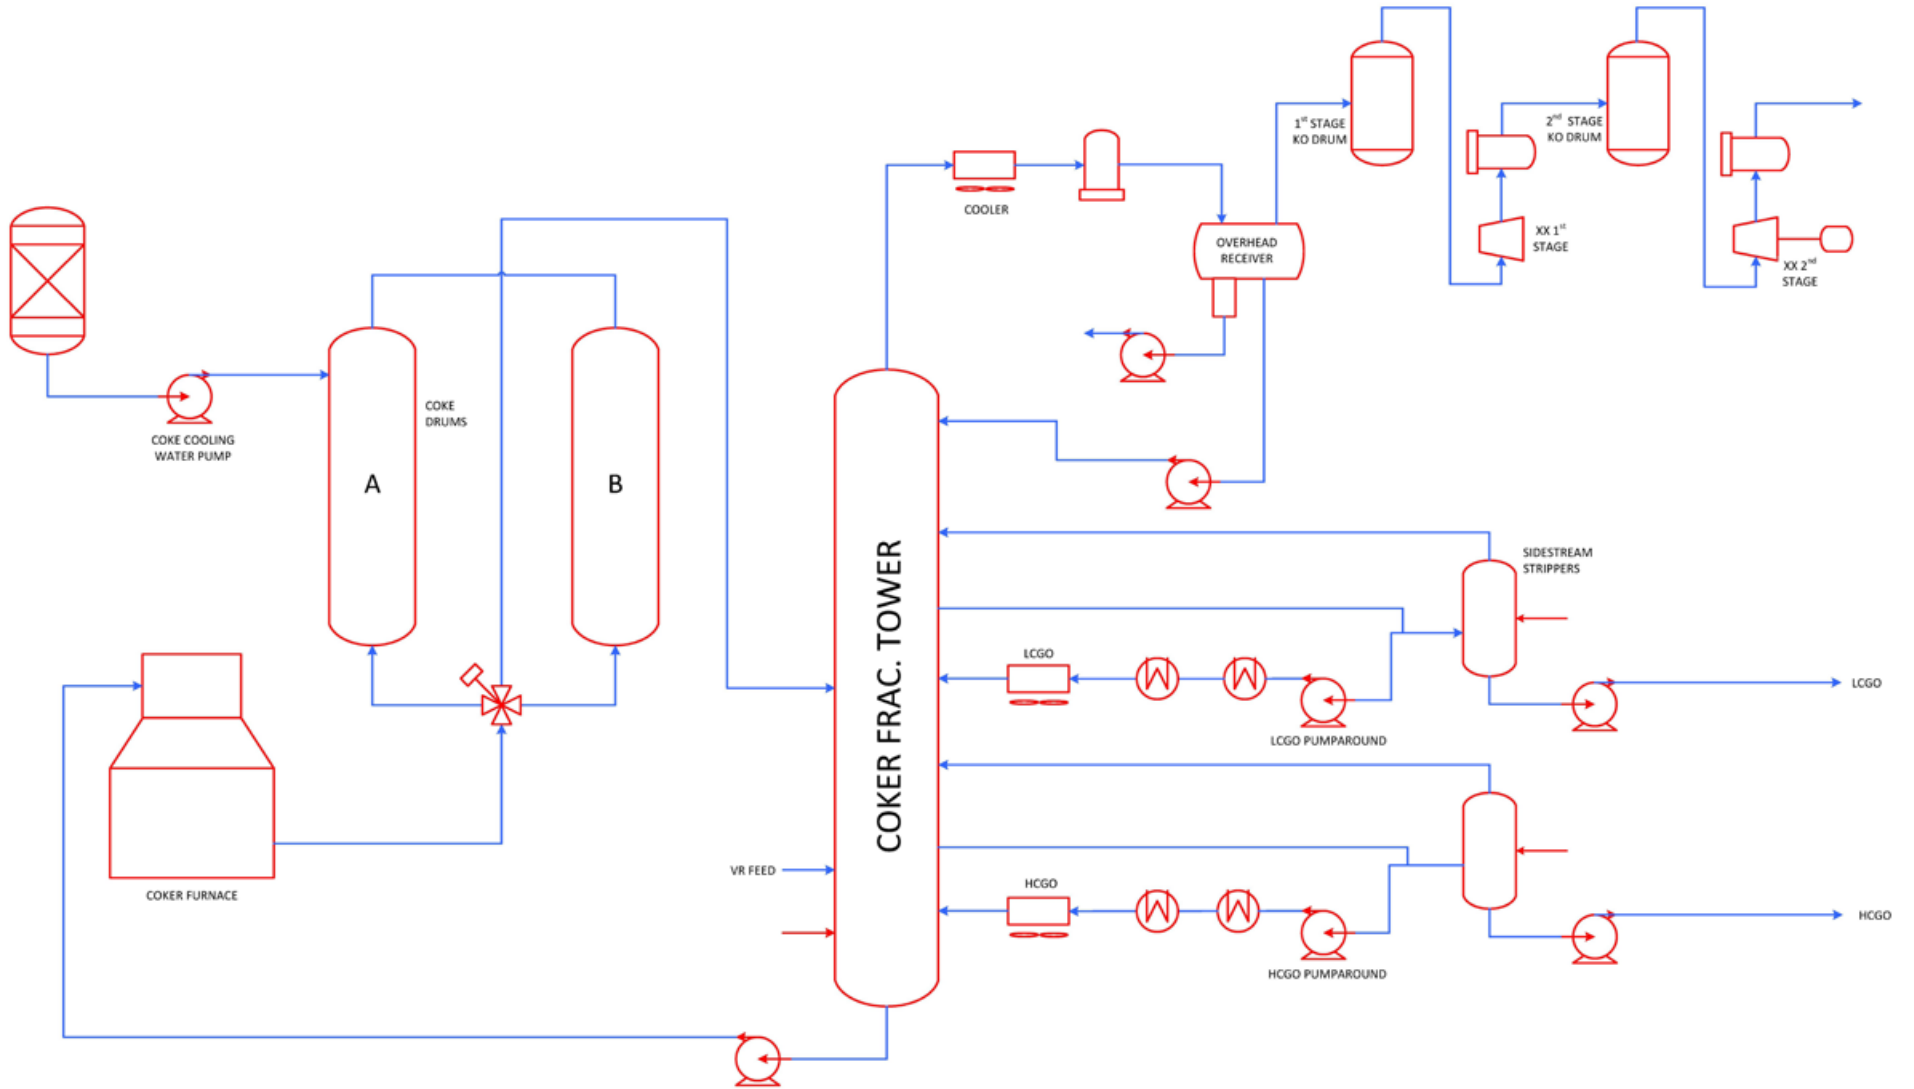 1st STAGE
KO DRUM
2nd STAGE
KO DRUM
COOLER
OVERHEAD
RECEIVER
XX 1st
STAGE
XX 2nd
STAGE
COKE COOLING
WATER PUMP
COKE
DRUMS
A
B
COKER FRAC. TOWER
SIDESTREAM
STRIPPERS
LCGO
LCGO PUMPAROUND
LCGO
COKER FURNACE
VR FEED
HCGO
HCGO PUMPAROUND
HCGO